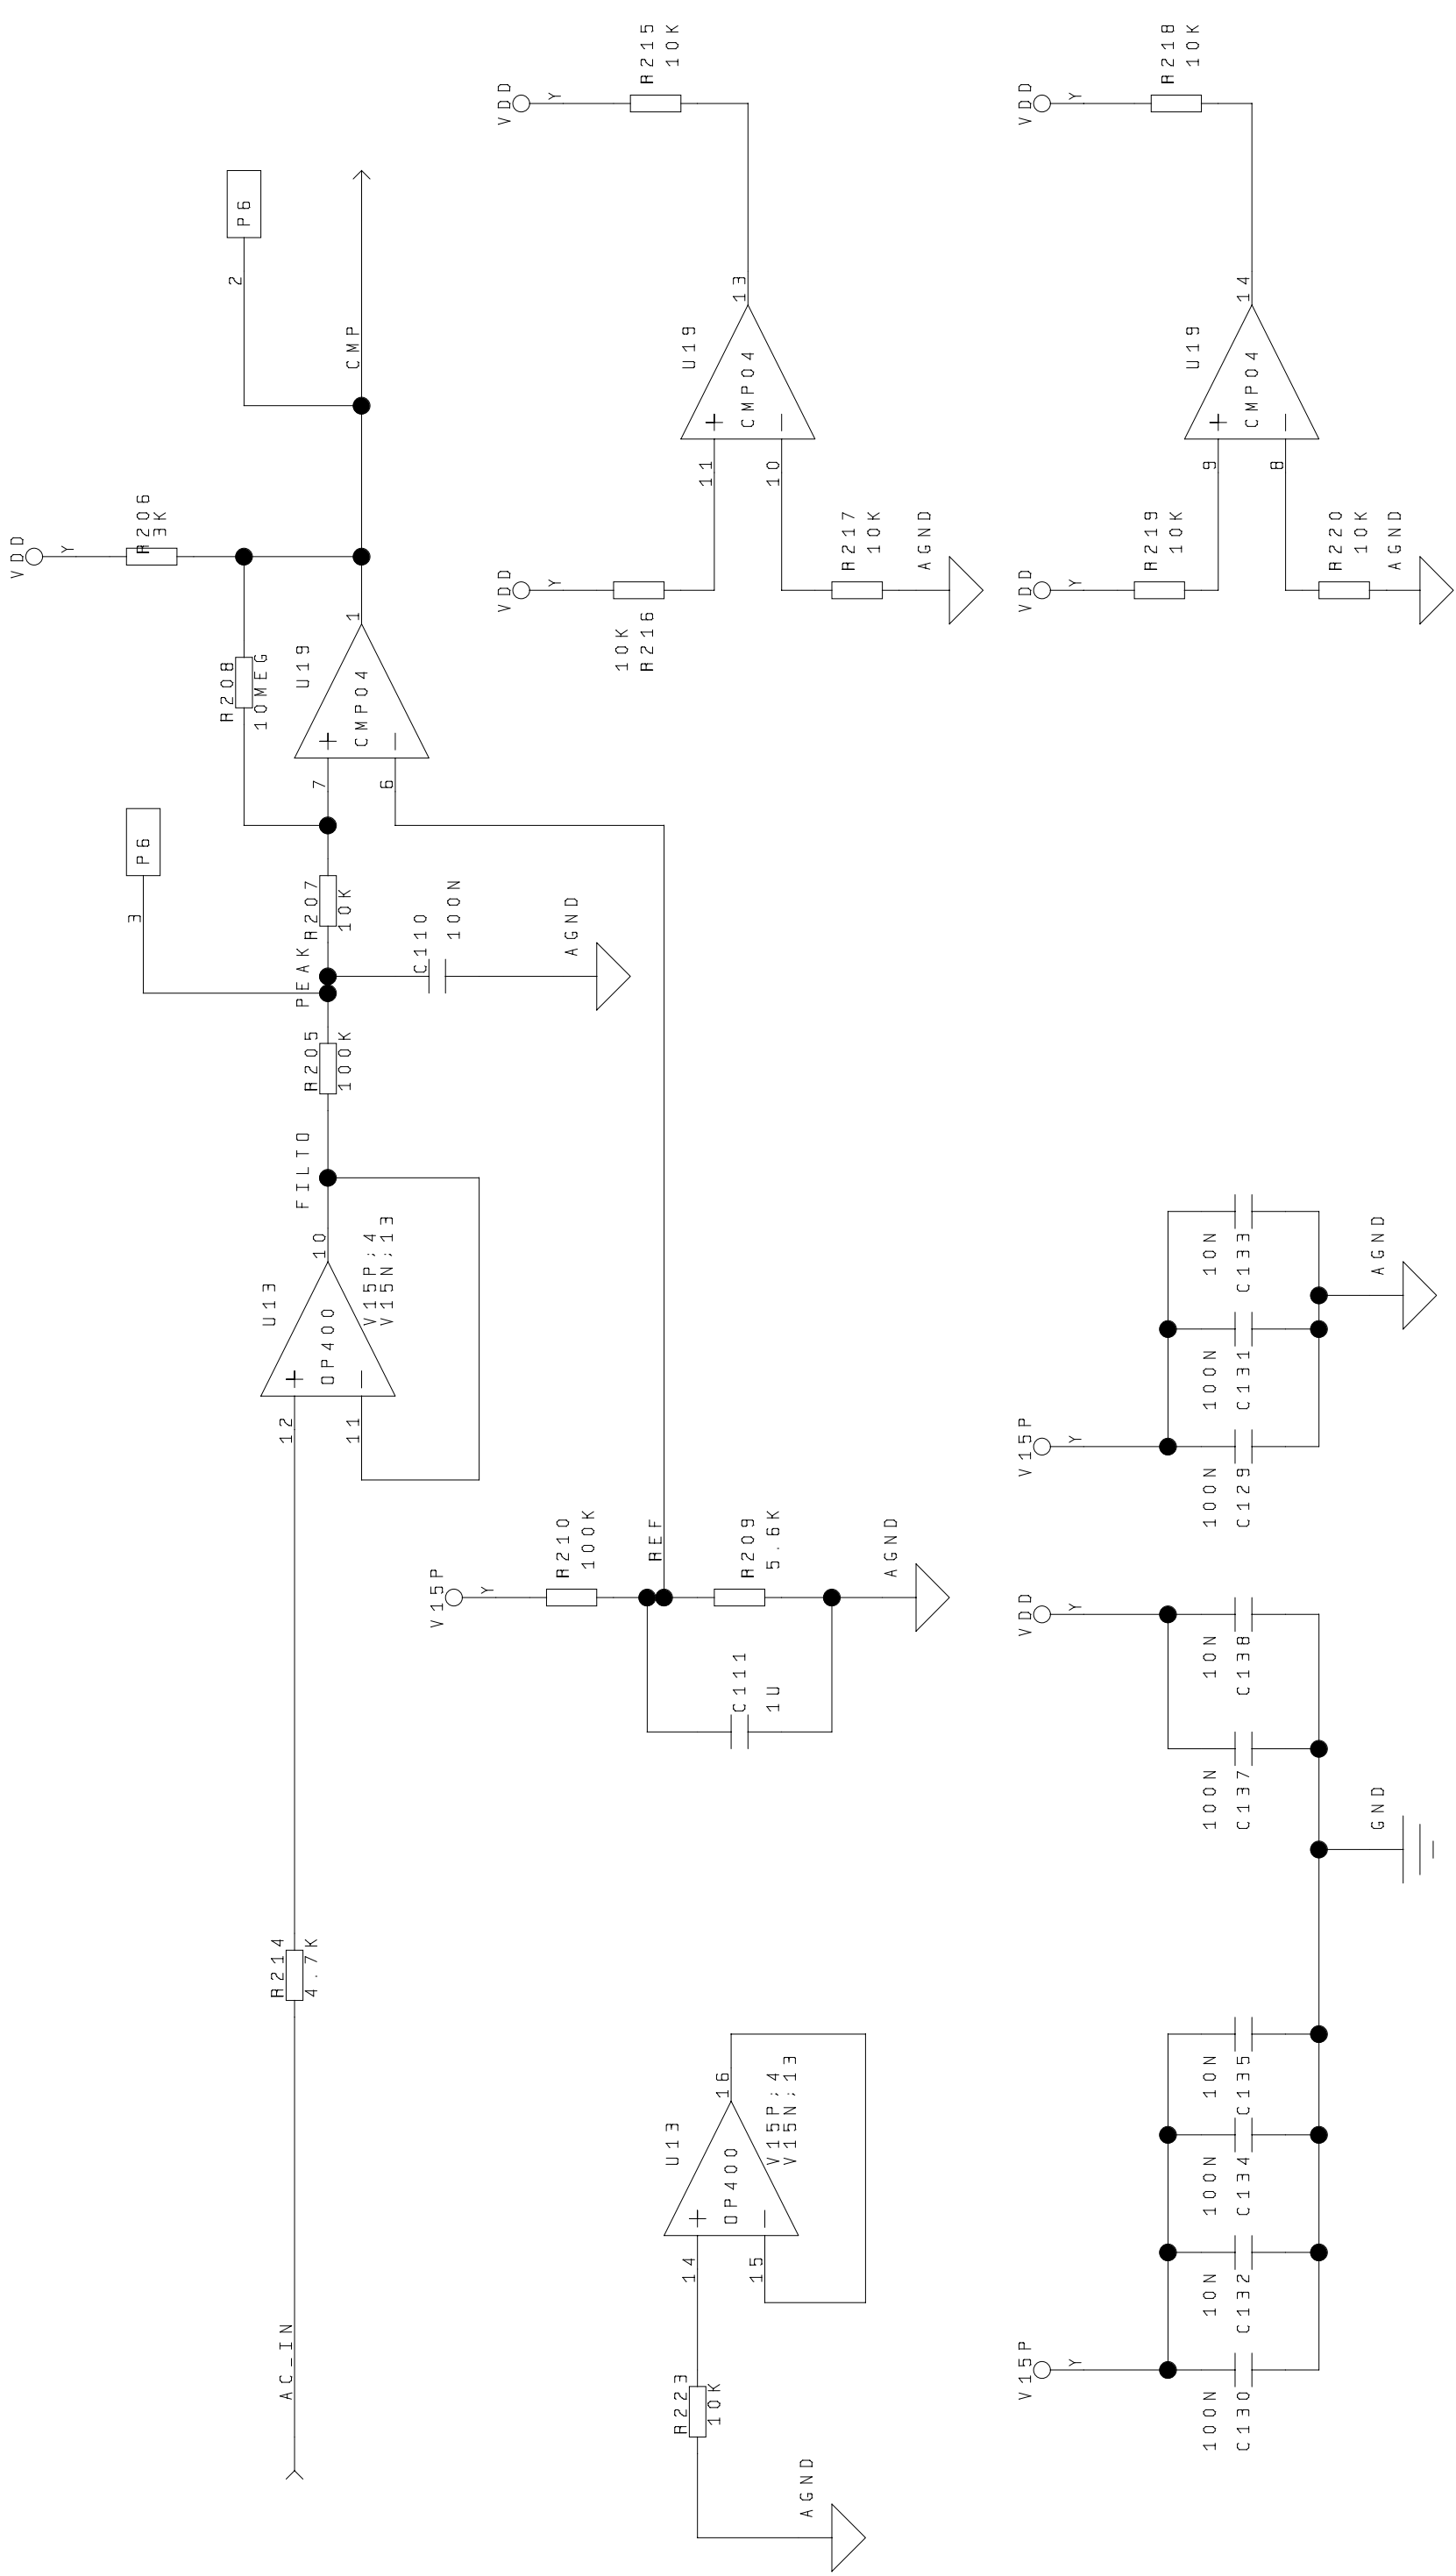 AC_IN
R214
4.7K
12
11
U13
OP400
10
V15P;4
V15N;13
FILTO
R205
100K
PEAK
3
P6
C110
100N
AGND
R207
10K
R208
10MEG
7
6
U19
CMP04
1
VDD
Y
R206
3K
CMP
2
P6
V15P
Y
R210
100K
REF
C111
1U
R209
5.6K
AGND
AGND
R223
10K
14
15
U13
OP400
16
V15P;4
V15N;13
VDD
Y
10K
R216
11
10
R217
10K
AGND
U19
CMP04
13
VDD
Y
R215
10K
VDD
Y
R219
10K
9
8
R220
10K
AGND
U19
CMP04
14
VDD
Y
R218
10K
V15P
Y
100N
C130
10N
C132
100N
C134
10N
C135
GND
VDD
Y
100N
C137
10N
C138
V15P
Y
100N
C129
100N
C131
10N
C133
AGND